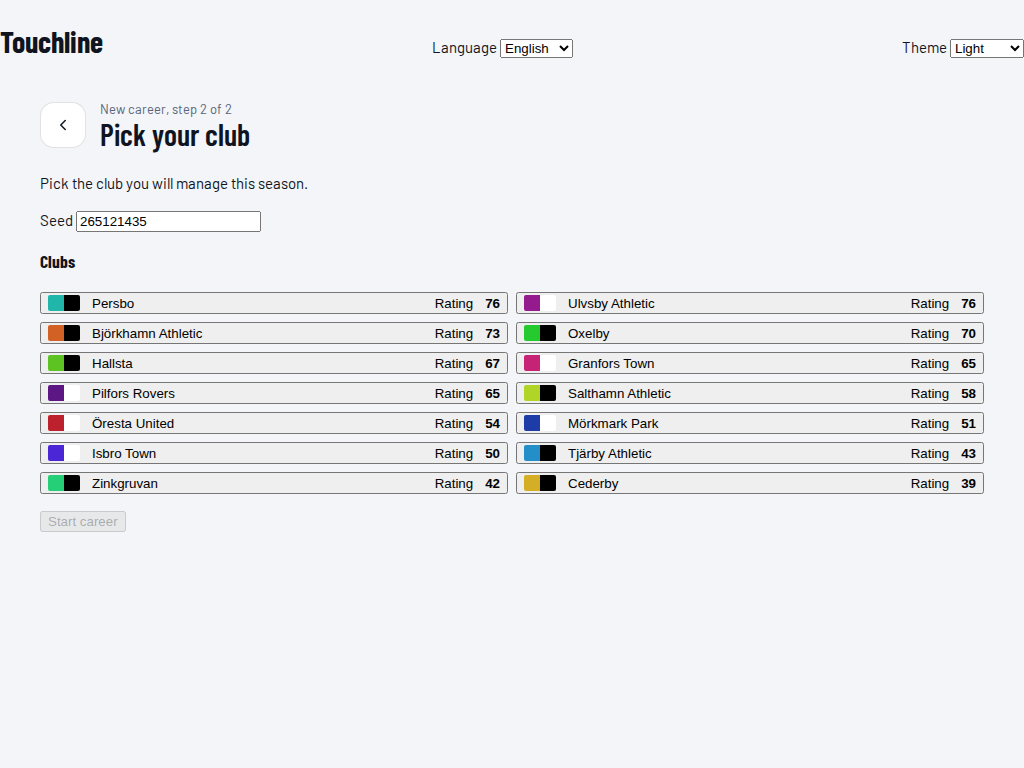 Touchline
Language English
Theme Light
New career, step 2 of 2
Pick your club
Pick the club you will manage this season.
Seed 265121435
Clubs
Persbo Rating 76
Ulvsby Athletic Rating 76
Björkhamn Athletic Rating 73
Oxelby Rating 70
Hallsta Rating 67
Granfors Town Rating 65
Pilfors Rovers Rating 65
Salthamn Athletic Rating 58
Öresta United Rating 54
Mörkmark Park Rating 51
Isbro Town Rating 50
Tjärby Athletic Rating 43
Zinkgruvan Rating 42
Cederby Rating 39
Start career